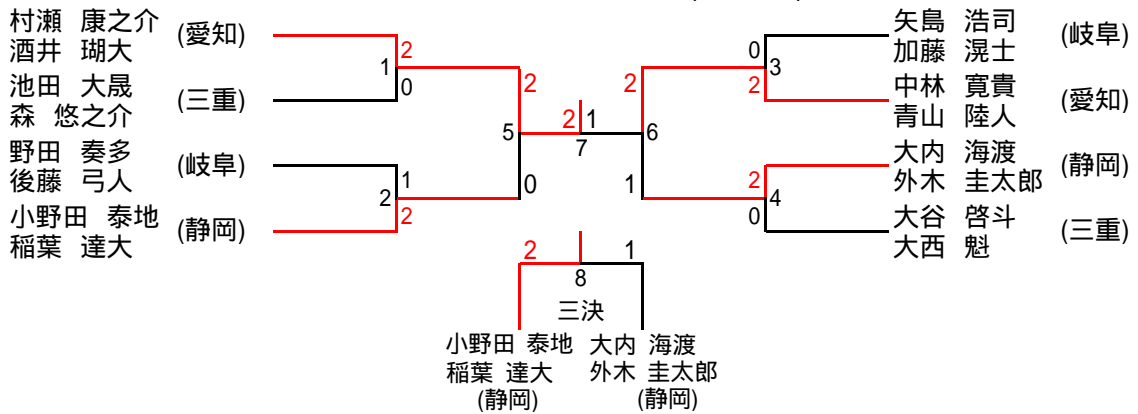 村瀬 康之介
酒井 瑚大
(愛知)
池田 大晟
森 悠之介
(三重)
野田 奏多
後藤 弓人
(岐阜)
小野田 泰地
稲葉 達大
(静岡)
1
2
0
2
1
2
5
2
0
2
1
7
6
2
1
3
0
2
4
2
0
矢島 浩司
加藤 滉士
(岐阜)
中林 寛貴
青山 陸人
(愛知)
大内 海渡
外木 圭太郎
(静岡)
大谷 啓斗
大西 魁
(三重)
2
1
8
三決
小野田 泰地
稲葉 達大
(静岡)
大内 海渡
外木 圭太郎
(静岡)